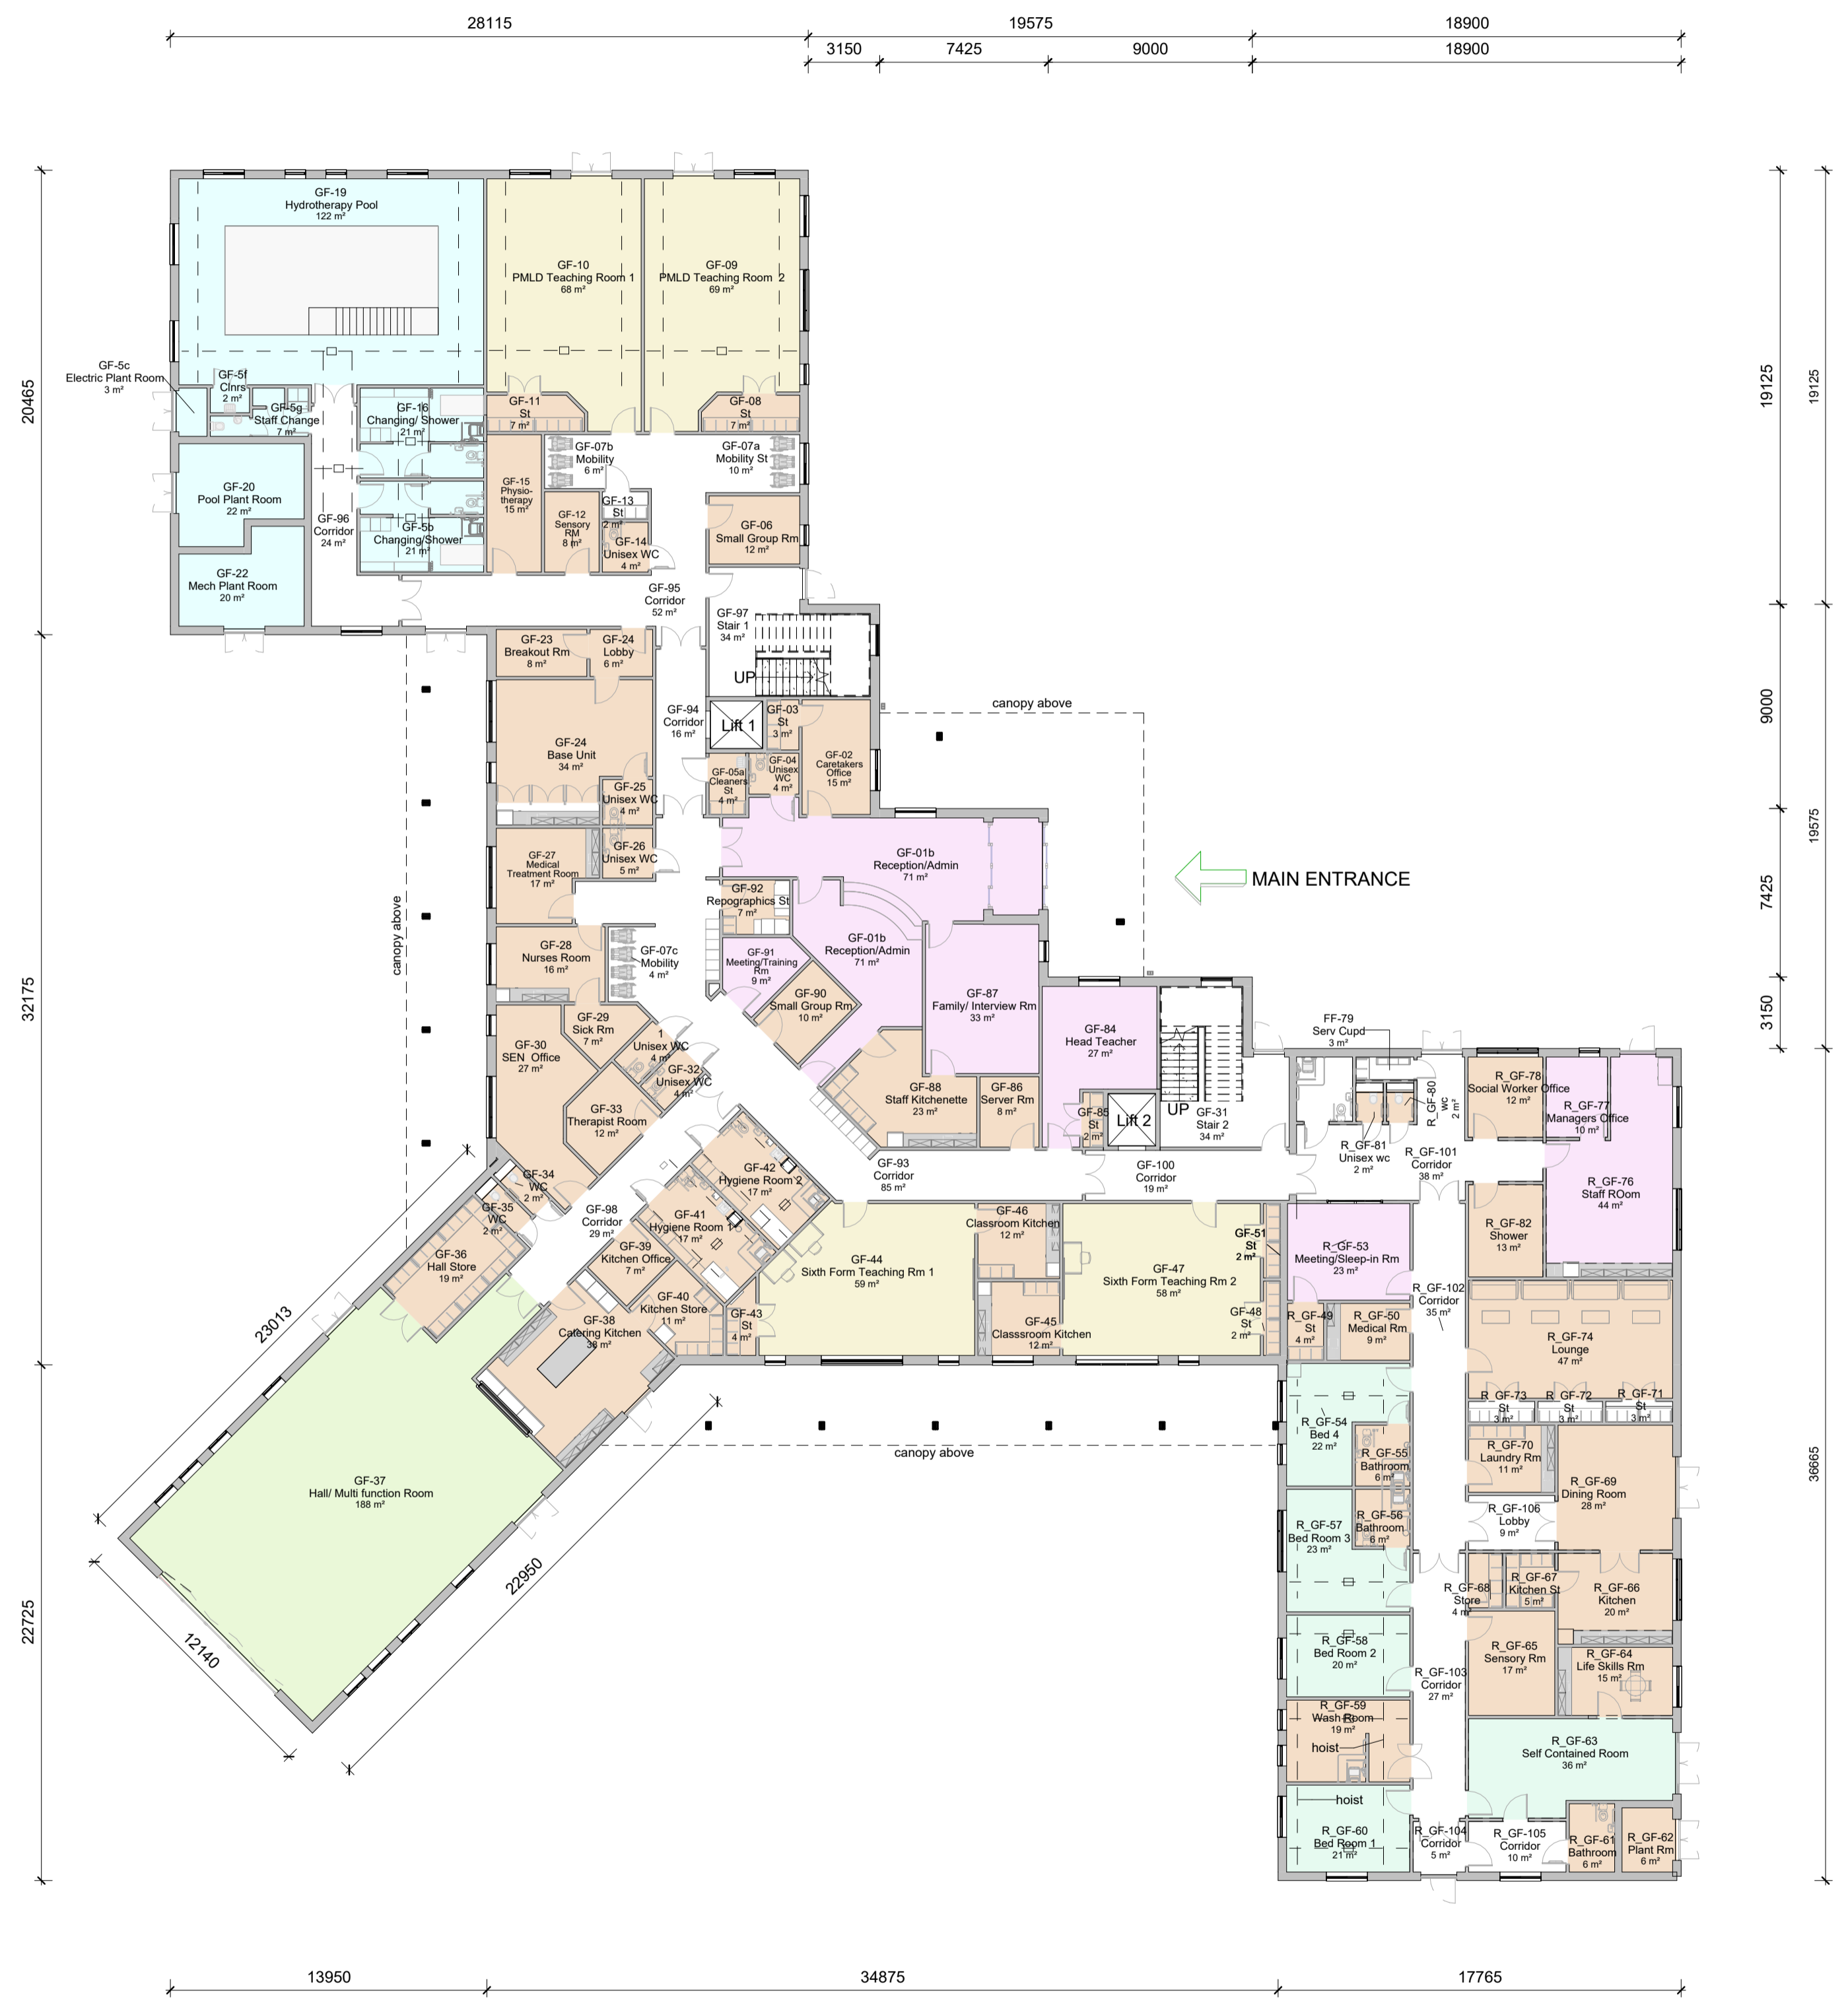 28115
19575
18900
3150
7425
9000
18900
GF-19
Hydrotherapy Pool
122 m²
GF-10
PMLD Teaching Room 1
68 m²
GF-09
PMLD Teaching Room 2
69 m²
GF-5c
Electric Plant Room
3 m²
GF-5f
Clnrs
2 m²
GF-5g
Staff Change
7 m²
GF-16
Changing/ Shower
21 m²
GF-11
St
7 m²
GF-08
St
7 m²
20465
19125
19125
GF-07b
Mobility
6 m²
GF-07a
Mobility St
10 m²
GF-20
Pool Plant Room
22 m²
GF-96
Corridor
24 m²
GF-5b
Changing/Shower
21 m²
GF-15
Physio-
therapy
15 m²
GF-12
Sensory
RM
8 m²
GF-13
St
2 m²
GF-14
Unisex WC
4 m²
GF-06
Small Group Rm
12 m²
GF-22
Mech Plant Room
20 m²
GF-95
Corridor
52 m²
GF-97
Stair 1
34 m²
UP
GF-23
Breakout Rm
8 m²
GF-24
Lobby
6 m²
GF-94
Corridor
16 m²
Lift 1
GF-03
St
3 m²
GF-24
Base Unit
34 m²
GF-02
Caretakers
Office
15 m²
GF-05a
Cleaners
St
4 m²
GF-04
Unisex
WC
4 m²
canopy above
9000
GF-25
Unisex WC
4 m²
GF-26
Unisex WC
5 m²
GF-27
Medical
Treatment Room
17 m²
GF-01b
Reception/Admin
71 m²
MAIN ENTRANCE
7425
19575
GF-92
Repographics St
7 m²
canopy above
GF-28
Nurses Room
16 m²
GF-07c
Mobility
4 m²
GF-91
Meeting/Training
Rm
9 m²
GF-01b
Reception/Admin
71 m²
GF-90
Small Group Rm
10 m²
GF-87
Family/ Interview Rm
33 m²
32175
3150
GF-29
Sick Rm
7 m²
GF-30
SEN Office
27 m²
1
Unisex WC
4 m²
GF-32
Unisex WC
4 m²
GF-33
Therapist Room
12 m²
GF-84
Head Teacher
27 m²
FF-79
Serv Cupd
3 m²
GF-88
Staff Kitchenette
23 m²
GF-86
Server Rm
8 m²
GF-85
St
2 m²
Lift 2
UP
GF-31
Stair 2
34 m²
R_GF-80
wc
2 m²
R_GF-81
Unisex wc
2 m²
R_GF-78
Social Worker Office
12 m²
R_GF-77
Managers Office
10 m²
R_GF-101
Corridor
38 m²
R_GF-76
Staff ROom
44 m²
GF-93
Corridor
85 m²
GF-100
Corridor
19 m²
GF-42
Hygiene Room 2
17 m²
GF-34
WC
2 m²
GF-35
WC
2 m²
GF-98
Corridor
29 m²
GF-41
Hygiene Room 1
17 m²
GF-36
Hall Store
19 m²
GF-39
Kitchen Office
7 m²
GF-40
Kitchen Store
11 m²
GF-38
Catering Kitchen
38 m²
GF-43
St
4 m²
GF-44
Sixth Form Teaching Rm 1
59 m²
GF-46
Classroom Kitchen
12 m²
GF-45
Classsroom Kitchen
12 m²
GF-47
Sixth Form Teaching Rm 2
58 m²
GF-51
St
2 m²
GF-48
St
2 m²
R_GF-53
Meeting/Sleep-in Rm
23 m²
R_GF-82
Shower
13 m²
R_GF-102
Corridor
35 m²
R_GF-49
St
4 m²
R_GF-50
Medical Rm
9 m²
R_GF-74
Lounge
47 m²
R_GF-73
St
3 m²
R_GF-72
St
3 m²
R_GF-71
St
3 m²
23013
canopy above
R_GF-54
Bed 4
22 m²
R_GF-55
Bathroom
6 m²
R_GF-70
Laundry Rm
11 m²
R_GF-69
Dining Room
28 m²
36665
GF-37
Hall/ Multi function Room
188 m²
R_GF-57
Bed Room 3
23 m²
R_GF-56
Bathroom
6 m²
R_GF-106
Lobby
9 m²
22950
R_GF-68
Store
4 m²
R_GF-67
Kitchen St
5 m²
R_GF-66
Kitchen
20 m²
22725
12140
R_GF-58
Bed Room 2
20 m²
R_GF-65
Sensory Rm
17 m²
R_GF-64
Life Skills Rm
15 m²
R_GF-103
Corridor
27 m²
R_GF-59
Wash Room
19 m²
hoist
R_GF-63
Self Contained Room
36 m²
hoist
R_GF-60
Bed Room 1
21 m²
R_GF-104
Corridor
5 m²
R_GF-105
Corridor
10 m²
R_GF-61
Bathroom
6 m²
R_GF-62
Plant Rm
6 m²
13950
34875
17765